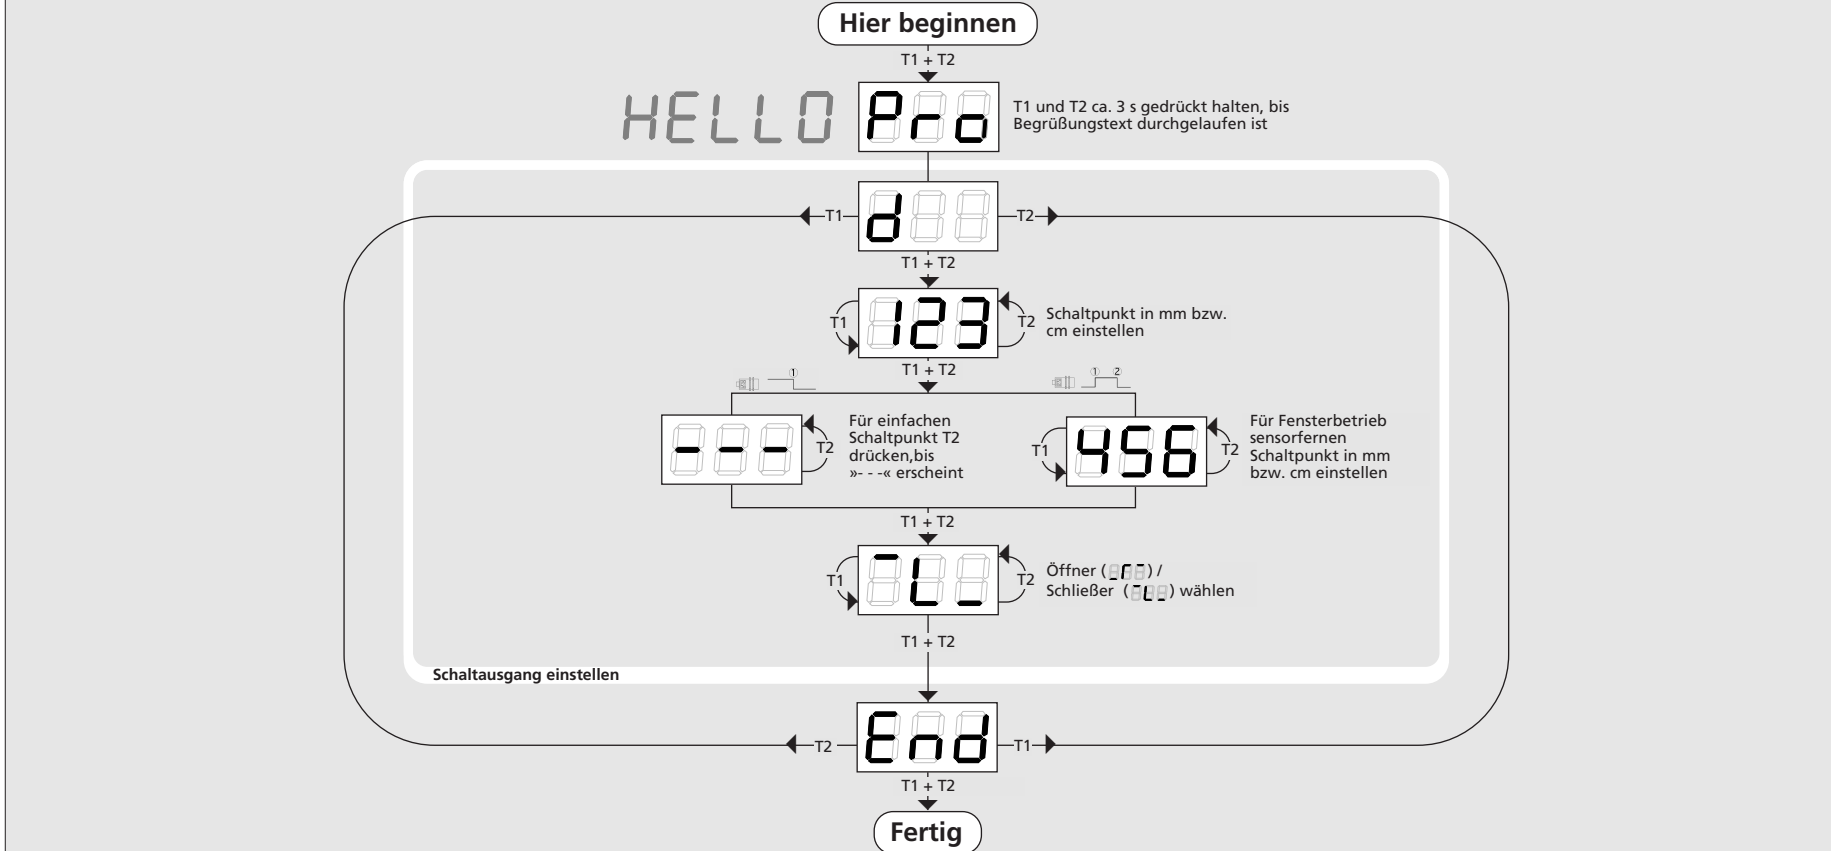 Hier beginnen
T1 + T2
HELLO
Pro
T1 und T2 ca. 3 s gedrückt halten, bis
Begrüßungstext durchgelaufen ist
T1
d
T2
T1 + T2
T1
123
T2
Schaltpunkt in mm bzw.
cm einstellen
T1 + T2
①
① ②
- - -
T2
Für einfachen
Schaltpunkt T2
drücken,bis
»- - -« erscheint
T1
456
T2
Für Fensterbetrieb
sensorfernen
Schaltpunkt in mm
bzw. cm einstellen
T1 + T2
T1
T2
Öffner ( ) /
Schließer ( ) wählen
T1 + T2
Schaltausgang einstellen
T2
End
T1
T1 + T2
Fertig